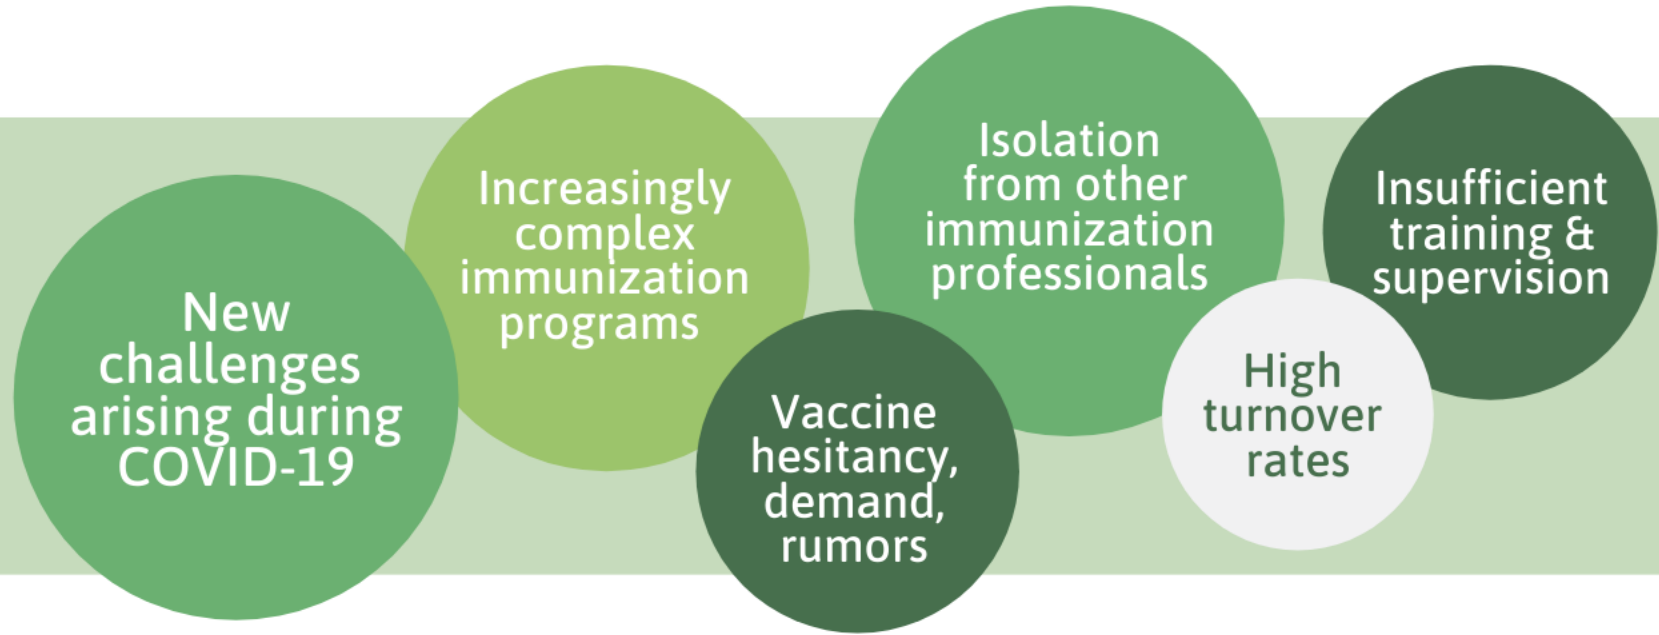 New
challenges
arising during
COVID-19
Increasingly
complex
immunization
programs
Vaccine
hesitancy,
demand,
rumors
Isolation
from other
immunization
professionals
High
turnover
rates
Insufficient
training &
supervision